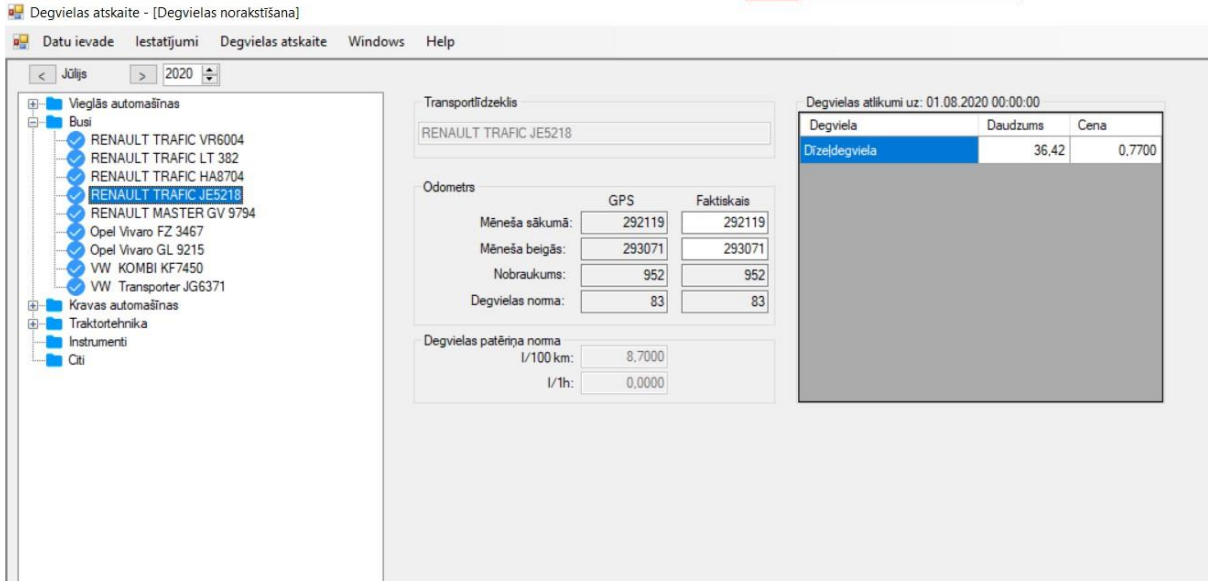 Degvielas atskaite - [Degvielas norakstīšana]
Datu ievade Iestatījumi Degvielas atskaite Windows Help
< Jūlijs > 2020
Vieglās automašīnas
Busi
RENAULT TRAFIC VR6004
RENAULT TRAFIC LT 382
RENAULT TRAFIC HA8704
RENAULT TRAFIC JE5218
RENAULT MASTER GV 9794
Opel Vivaro FZ 3467
Opel Vivaro GL 9215
VW KOMBI KF7450
VW Transporter JG6371
Kravas automašīnas
Traktortehnika
Instrumenti
Citi
Transportlīdzeklis
RENAULT TRAFIC JE5218
Odometrs
GPS Faktiskais
Mēneša sākumā: 292119 292119
Mēneša beigās: 293071 293071
Nobraukums: 952 952
Degvielas norma: 83 83
Degvielas patēriņa norma
l/100 km: 8,7000
l/1h: 0,0000
Degvielas atlikumi uz: 01.08.2020 00:00:00
Degviela Daudzums Cena
Dīzeļdegviela 36,42 0,7700